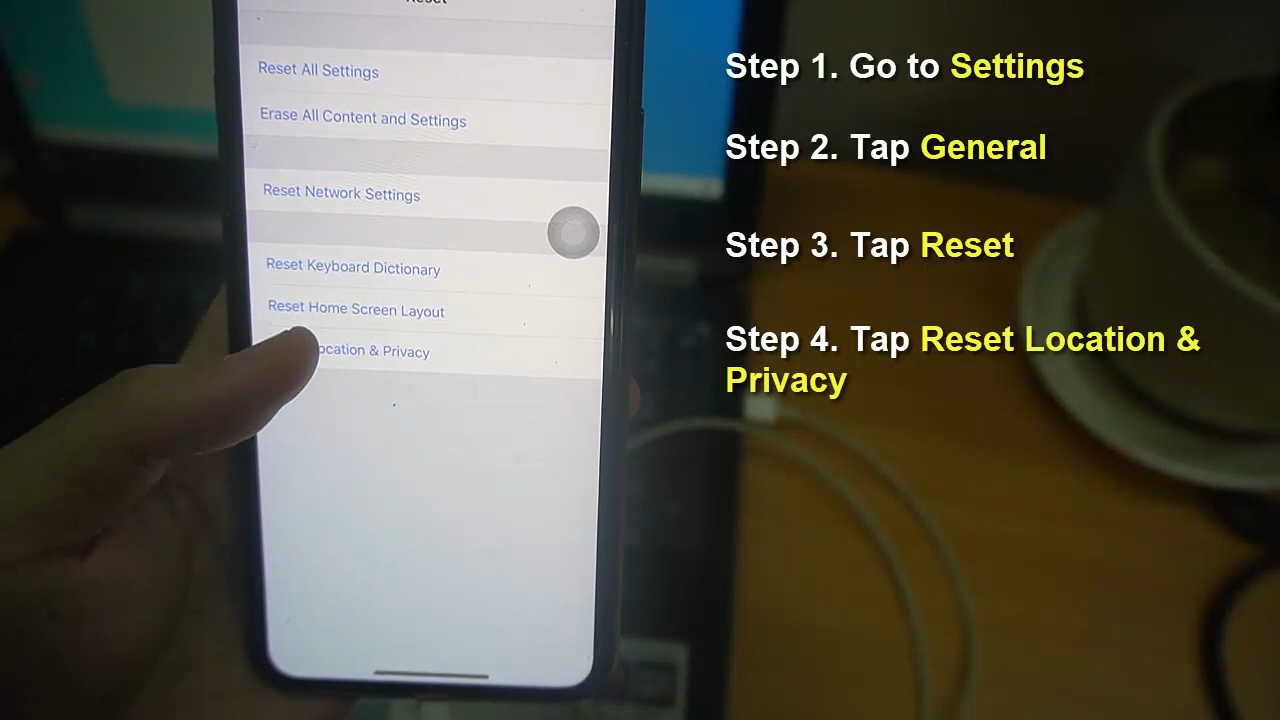 Reset
Reset All Settings
Erase All Content and Settings
Reset Network Settings
Reset Keyboard Dictionary
Reset Home Screen Layout
ocation & Privacy
Step 1. Go to Settings
Step 2. Tap General
Step 3. Tap Reset
Step 4. Tap Reset Location &
Privacy